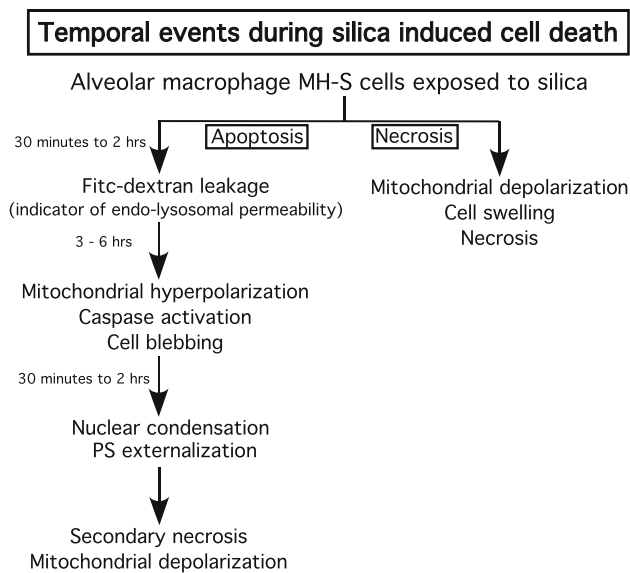 Temporal events during silica induced cell death
Alveolar macrophage MH-S cells exposed to silica
30 minutes to 2 hrs
Apoptosis
Necrosis
Fitc-dextran leakage
(indicator of endo-lysosomal permeability)
Mitochondrial depolarization
Cell swelling
Necrosis
3 - 6 hrs
Mitochondrial hyperpolarization
Caspase activation
Cell blebbing
30 minutes to 2 hrs
Nuclear condensation
PS externalization
Secondary necrosis
Mitochondrial depolarization